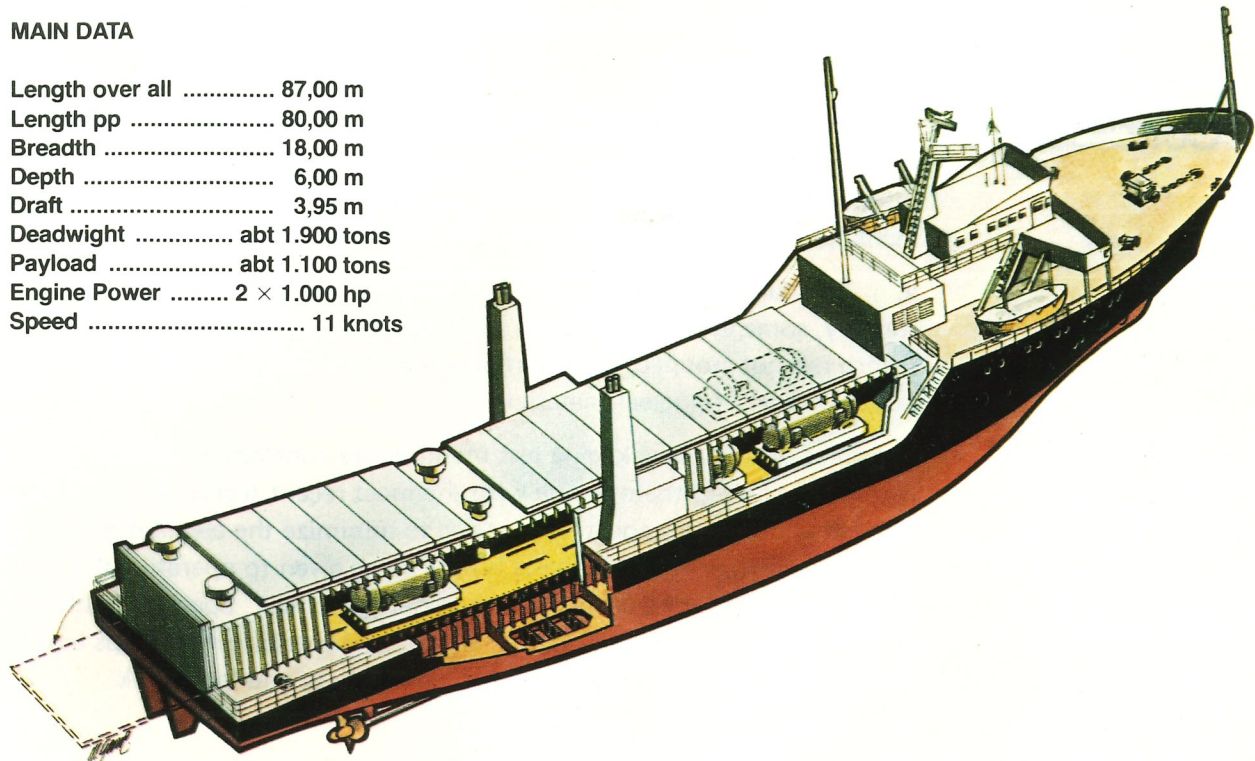 MAIN DATA
Length over all .............. 87,00 m
Length pp ...................... 80,00 m
Breadth .......................... 18,00 m
Depth ............................. 6,00 m
Draft ............................... 3,95 m
Deadwight ............... abt 1.900 tons
Payload ................... abt 1.100 tons
Engine Power ......... 2 × 1.000 hp
Speed ................................. 11 knots